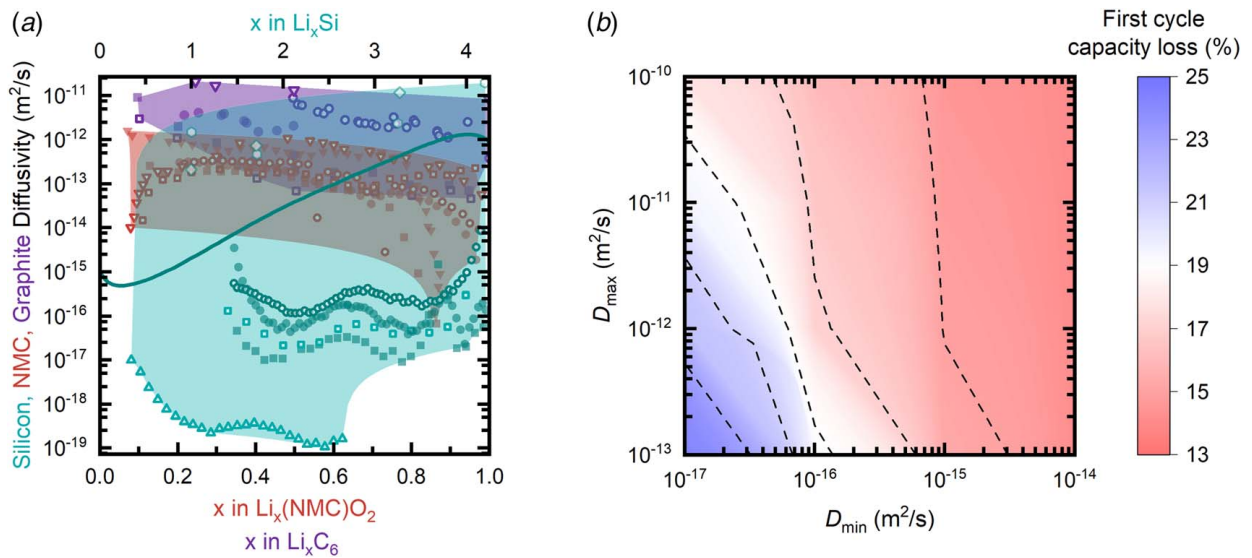 (a)
x in LiₓSi
0 1 2 3 4
Silicon, NMC, Graphite Diffusivity (m²/s)
10⁻¹¹
10⁻¹²
10⁻¹³
10⁻¹⁴
10⁻¹⁵
10⁻¹⁶
10⁻¹⁷
10⁻¹⁸
10⁻¹⁹
0.0 0.2 0.4 0.6 0.8 1.0
x in Liₓ(NMC)O₂
x in LiₓC₆
(b)
Dmax (m²/s)
10⁻¹⁰
10⁻¹¹
10⁻¹²
10⁻¹³
10⁻¹⁷ 10⁻¹⁶ 10⁻¹⁵ 10⁻¹⁴
Dmin (m²/s)
First cycle
capacity loss (%)
25
23
21
19
17
15
13